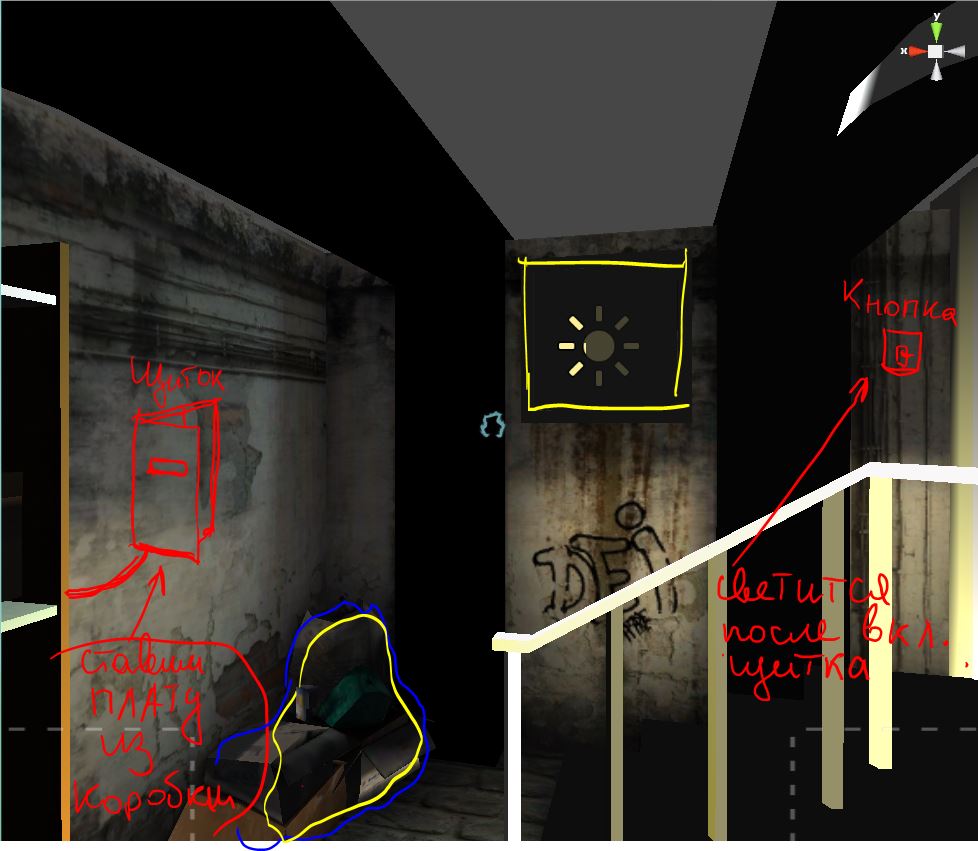 y
x
Кнопка
Щиток
светится
после вкл.
щитка
ставим
ПЛАТУ
из
коробки